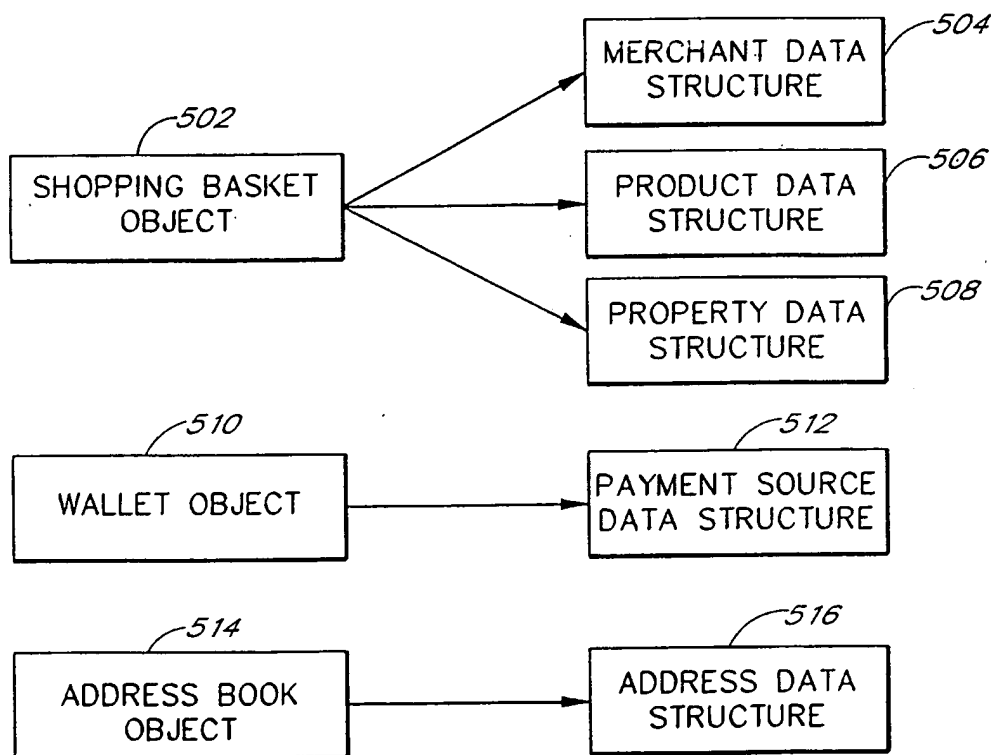 504
MERCHANT DATA
STRUCTURE
502
SHOPPING BASKET
OBJECT
506
PRODUCT DATA
STRUCTURE
508
PROPERTY DATA
STRUCTURE
510
WALLET OBJECT
512
PAYMENT SOURCE
DATA STRUCTURE
514
ADDRESS BOOK
OBJECT
516
ADDRESS DATA
STRUCTURE